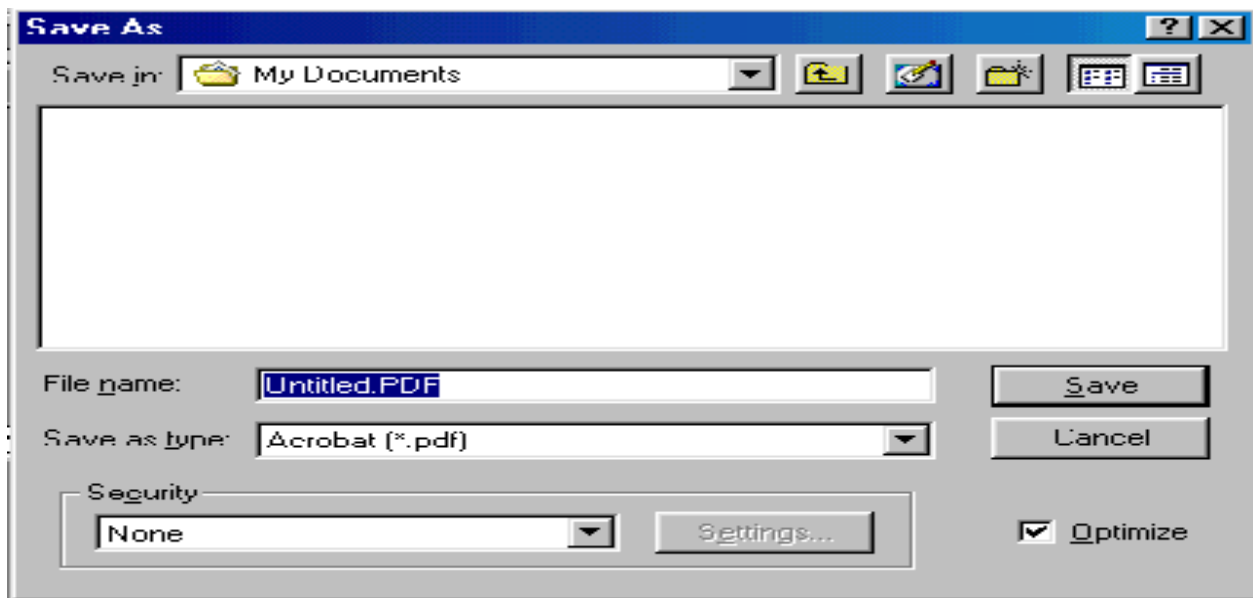 Save As
Save in: My Documents
File name: Untitled.PDF Save
Save as type: Acrobat (*.pdf) Cancel
Security
None Settings... Optimize